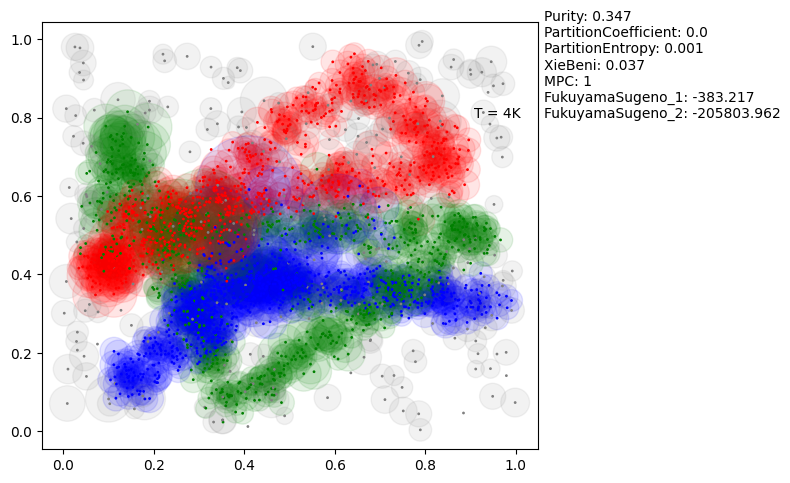 Purity: 0.347
PartitionCoefficient: 0.0
PartitionEntropy: 0.001
XieBeni: 0.037
MPC: 1
FukuyamaSugeno_1: -383.217
FukuyamaSugeno_2: -205803.962
T = 4K
1.0
0.8
0.6
0.4
0.2
0.0
0.0 0.2 0.4 0.6 0.8 1.0